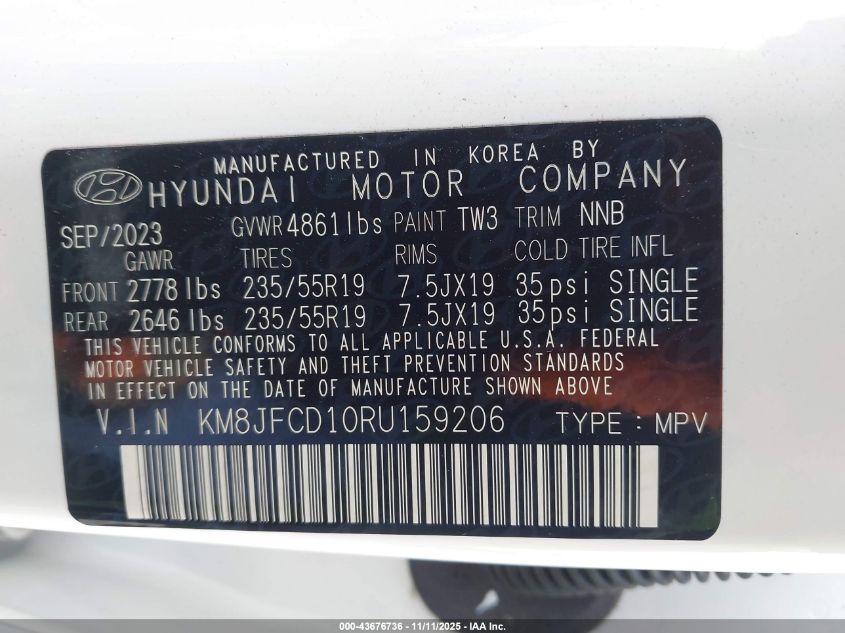 MANUFACTURED IN KOREA BY
HYUNDAI MOTOR COMPANY
SEP/2023 GVWR 4861lbs PAINT TW3 TRIM NNB
GAWR TIRES RIMS COLD TIRE INFL
FRONT 2778 lbs 235/55R19 7.5JX19 35psi SINGLE
REAR 2646 lbs 235/55R19 7.5JX19 35psi SINGLE
THIS VEHICLE CONFORMS TO ALL APPLICABLE U.S.A. FEDERAL
MOTOR VEHICLE SAFETY AND THEFT PREVENTION STANDARDS
IN EFFECT ON THE DATE OF MANUFACTURE SHOWN ABOVE
V.I.N KM8JFCD10RU159206 TYPE : MPV
000-43676736 - 11/11/2025 - IAA Inc.